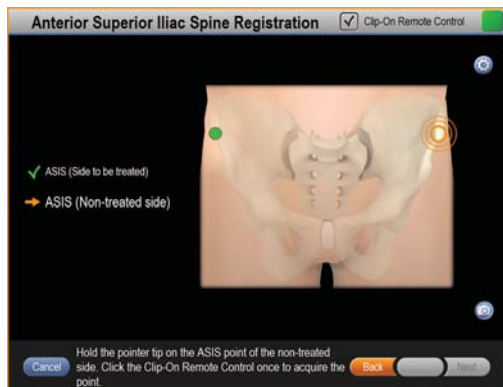 Anterior Superior Iliac Spine Registration
Clip-On Remote Control
ASIS (Side to be treated)
ASIS (Non-treated side)
Hold the pointer tip on the ASIS point of the non-treated
side. Click the Clip-On Remote Control once to acquire the
point.
Cancel
Back
Next